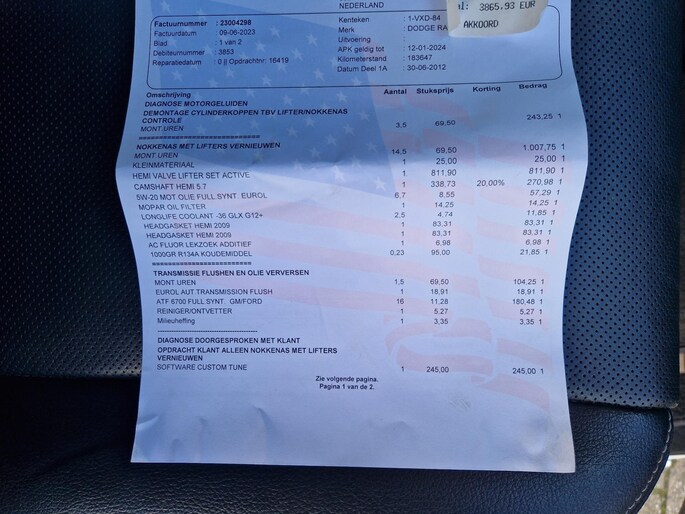 NEDERLAND
l: 3865.93 EUR
AKKOORD
Factuurnummer : 23004298
Factuurdatum : 09-06-2023
Blad : 1 van 2
Debiteurnummer : 3853
Reparatiedatum : 0 || Opdrachtnr: 16419
Kenteken : 1-VXD-84
Merk : DODGE RA
Uitvoering :
APK geldig tot : 12-01-2024
Kilometerstand : 183647
Datum Deel 1A : 30-06-2012
Omschrijving Aantal Stuksprijs Korting Bedrag
DIAGNOSE MOTORGELUIDEN
DEMONTAGE CYLINDERKOPPEN TBV LIFTER/NOKKENAS
CONTROLE
MONT.UREN 3,5 69,50 243,25 1
==============================
NOKKENAS MET LIFTERS VERNIEUWEN
MONT.UREN 14,5 69,50 1.007,75 1
KLEINMATERIAAL 1 25,00 25,00 1
HEMI VALVE LIFTER SET ACTIVE 1 811,90 811,90 1
CAMSHAFT HEMI 5.7 1 338,73 20,00% 270,98 1
5W-20 MOT OLIE FULL SYNT. EUROL 6,7 8,55 57,29 1
MOPAR OIL FILTER 1 14,25 14,25 1
LONGLIFE COOLANT -36 GLX G12+ 2,5 4,74 11,85 1
HEADGASKET HEMI 2009 1 83,31 83,31 1
HEADGASKET HEMI 2009 1 83,31 83,31 1
AC FLUOR LEKZOEK ADDITIEF 1 6,98 6,98 1
1000GR R134A KOUDEMIDDEL 0,23 95,00 21,85 1
========================
TRANSMISSIE FLUSHEN EN OLIE VERVERSEN
MONT.UREN 1,5 69,50 104,25 1
EUROL AUT.TRANSMISSION FLUSH 1 18,91 18,91 1
ATF 6700 FULL.SYNT. GM/FORD 16 11,28 180,48 1
REINIGER/ONTVETTER 1 5,27 5,27 1
Milieuheffing 1 3,35 3,35 1
------------------------------
DIAGNOSE DOORGESPROKEN MET KLANT
OPDRACHT KLANT ALLEEN NOKKENAS MET LIFTERS
VERNIEUWEN
SOFTWARE CUSTOM TUNE 1 245,00 245,00 1
Zie volgende pagina.
Pagina 1 van de 2.